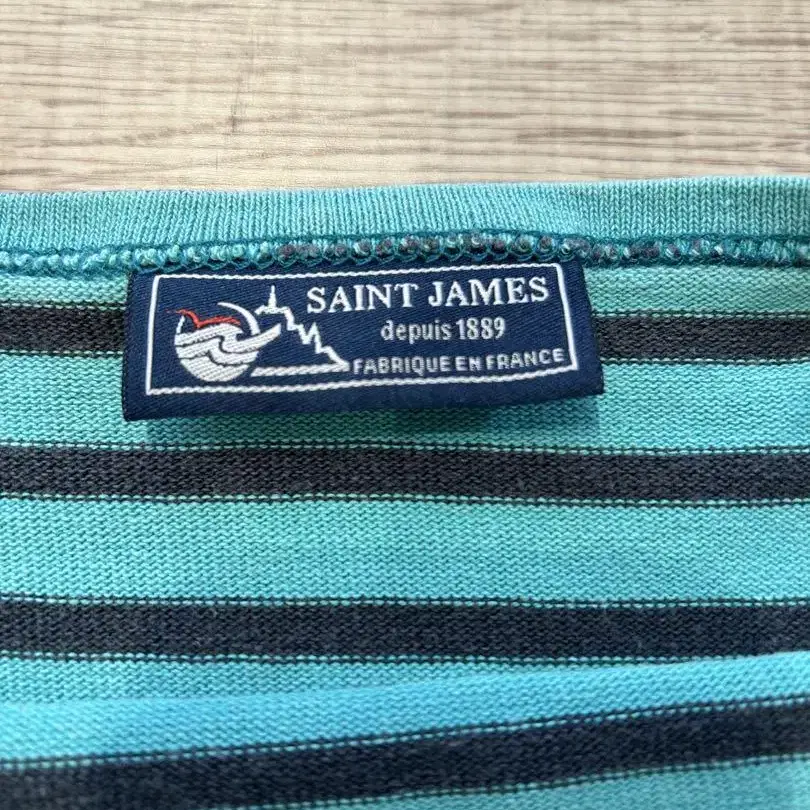 SAINT JAMES
depuis 1889
FABRIQUE EN FRANCE